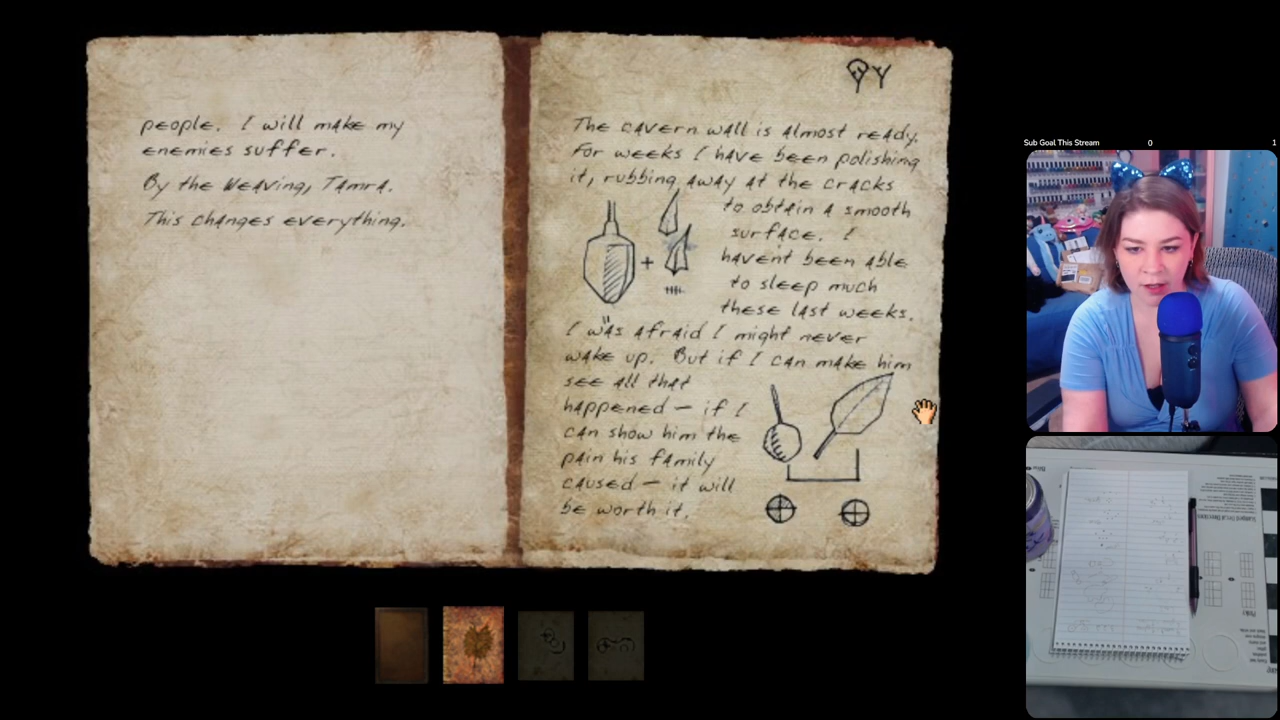 people. I will make my
enemies suffer.
By the Weaving, Tamra.
This changes everything.
The cavern wall is almost ready.
For weeks I have been polishing
it, rubbing away at the cracks
to obtain a smooth
surface. I
haven't been able
to sleep much
these last weeks.
I was afraid I might never
wake up. But if I can make him
see all that
happened – if I
can show him the
pain his family
caused – it will
be worth it.
Sub Goal This Stream 0 1